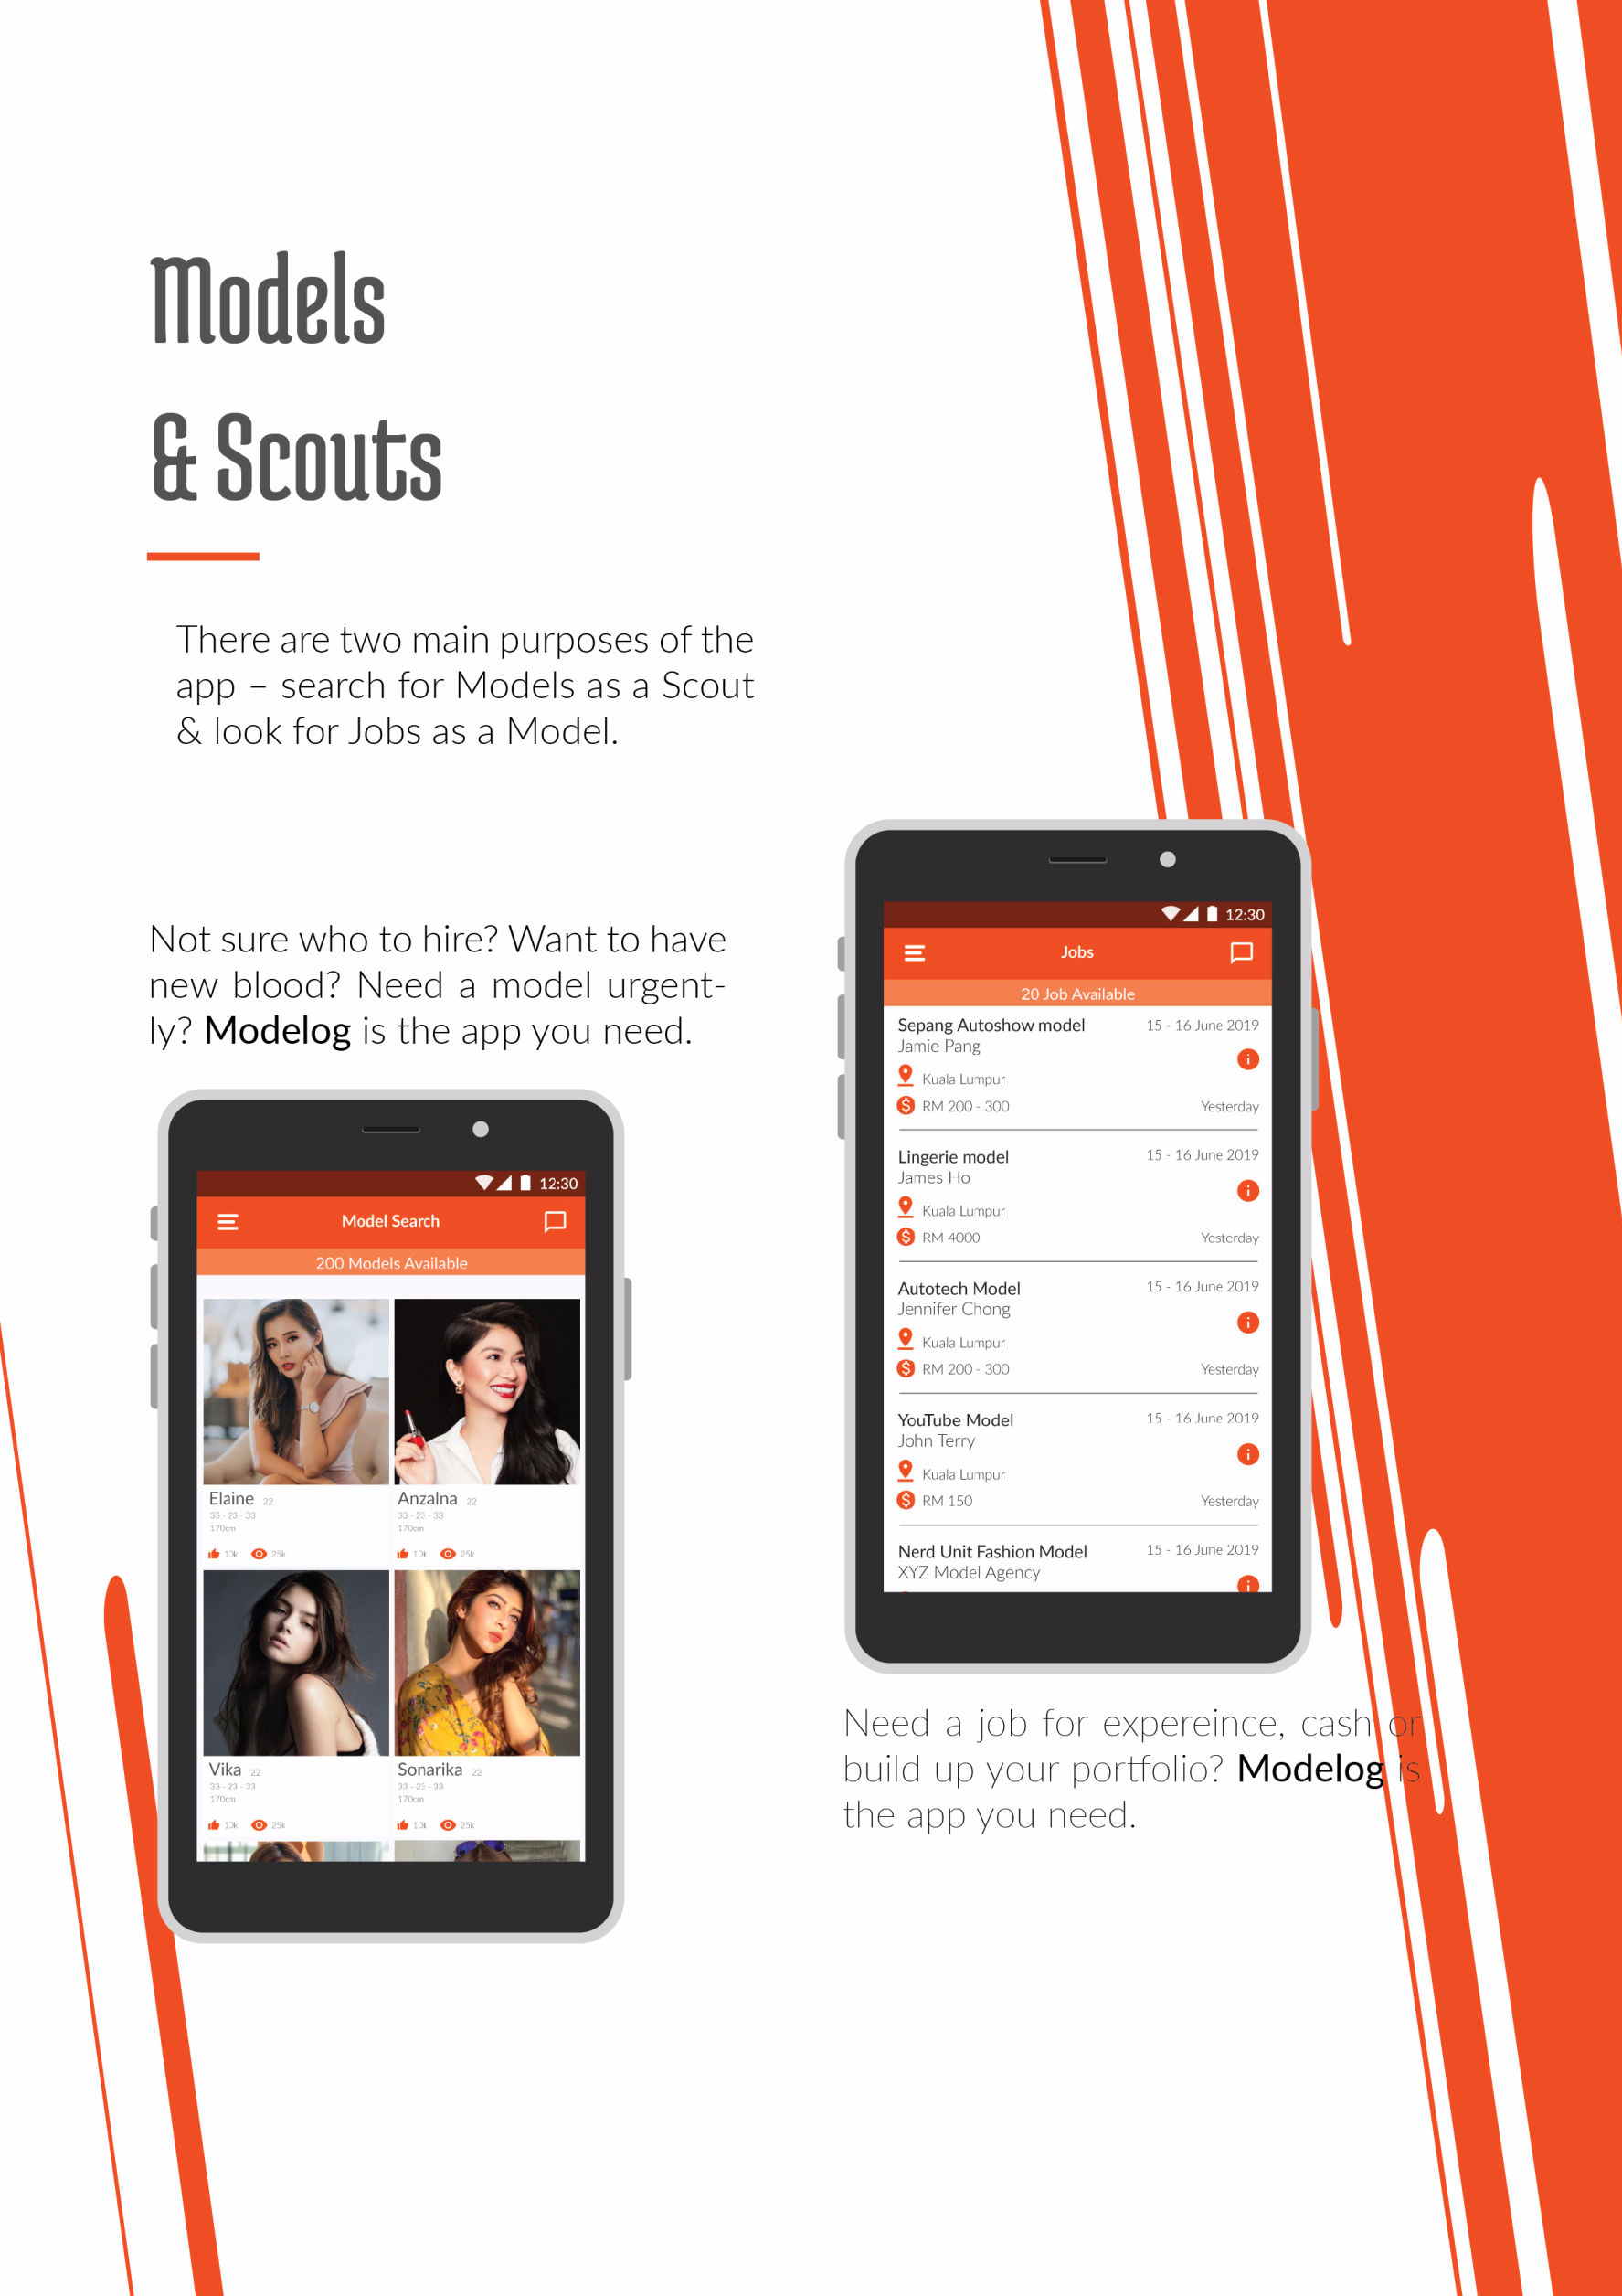 Models
& Scouts
There are two main purposes of the
app – search for Models as a Scout
& look for Jobs as a Model.
Not sure who to hire? Want to have
new blood? Need a model urgent-
ly? Modelog is the app you need.
12:30
Model Search
200 Models Available
Elaine 22
33 - 23 - 33
170cm
10k 25k
Anzalna 22
33 - 23 - 33
170cm
10k 25k
Vika 22
33 - 23 - 33
170cm
10k 25k
Sonarika 22
33 - 23 - 33
170cm
10k 25k
12:30
Jobs
20 Job Available
Sepang Autoshow model 15 - 16 June 2019
Jamie Pang
Kuala Lumpur
RM 200 - 300 Yesterday
Lingerie model 15 - 16 June 2019
James Ho
Kuala Lumpur
RM 4000 Yesterday
Autotech Model 15 - 16 June 2019
Jennifer Chong
Kuala Lumpur
RM 200 - 300 Yesterday
YouTube Model 15 - 16 June 2019
John Terry
Kuala Lumpur
RM 150 Yesterday
Nerd Unit Fashion Model 15 - 16 June 2019
XYZ Model Agency
Need a job for expereince, cash or
build up your portfolio? Modelog is
the app you need.